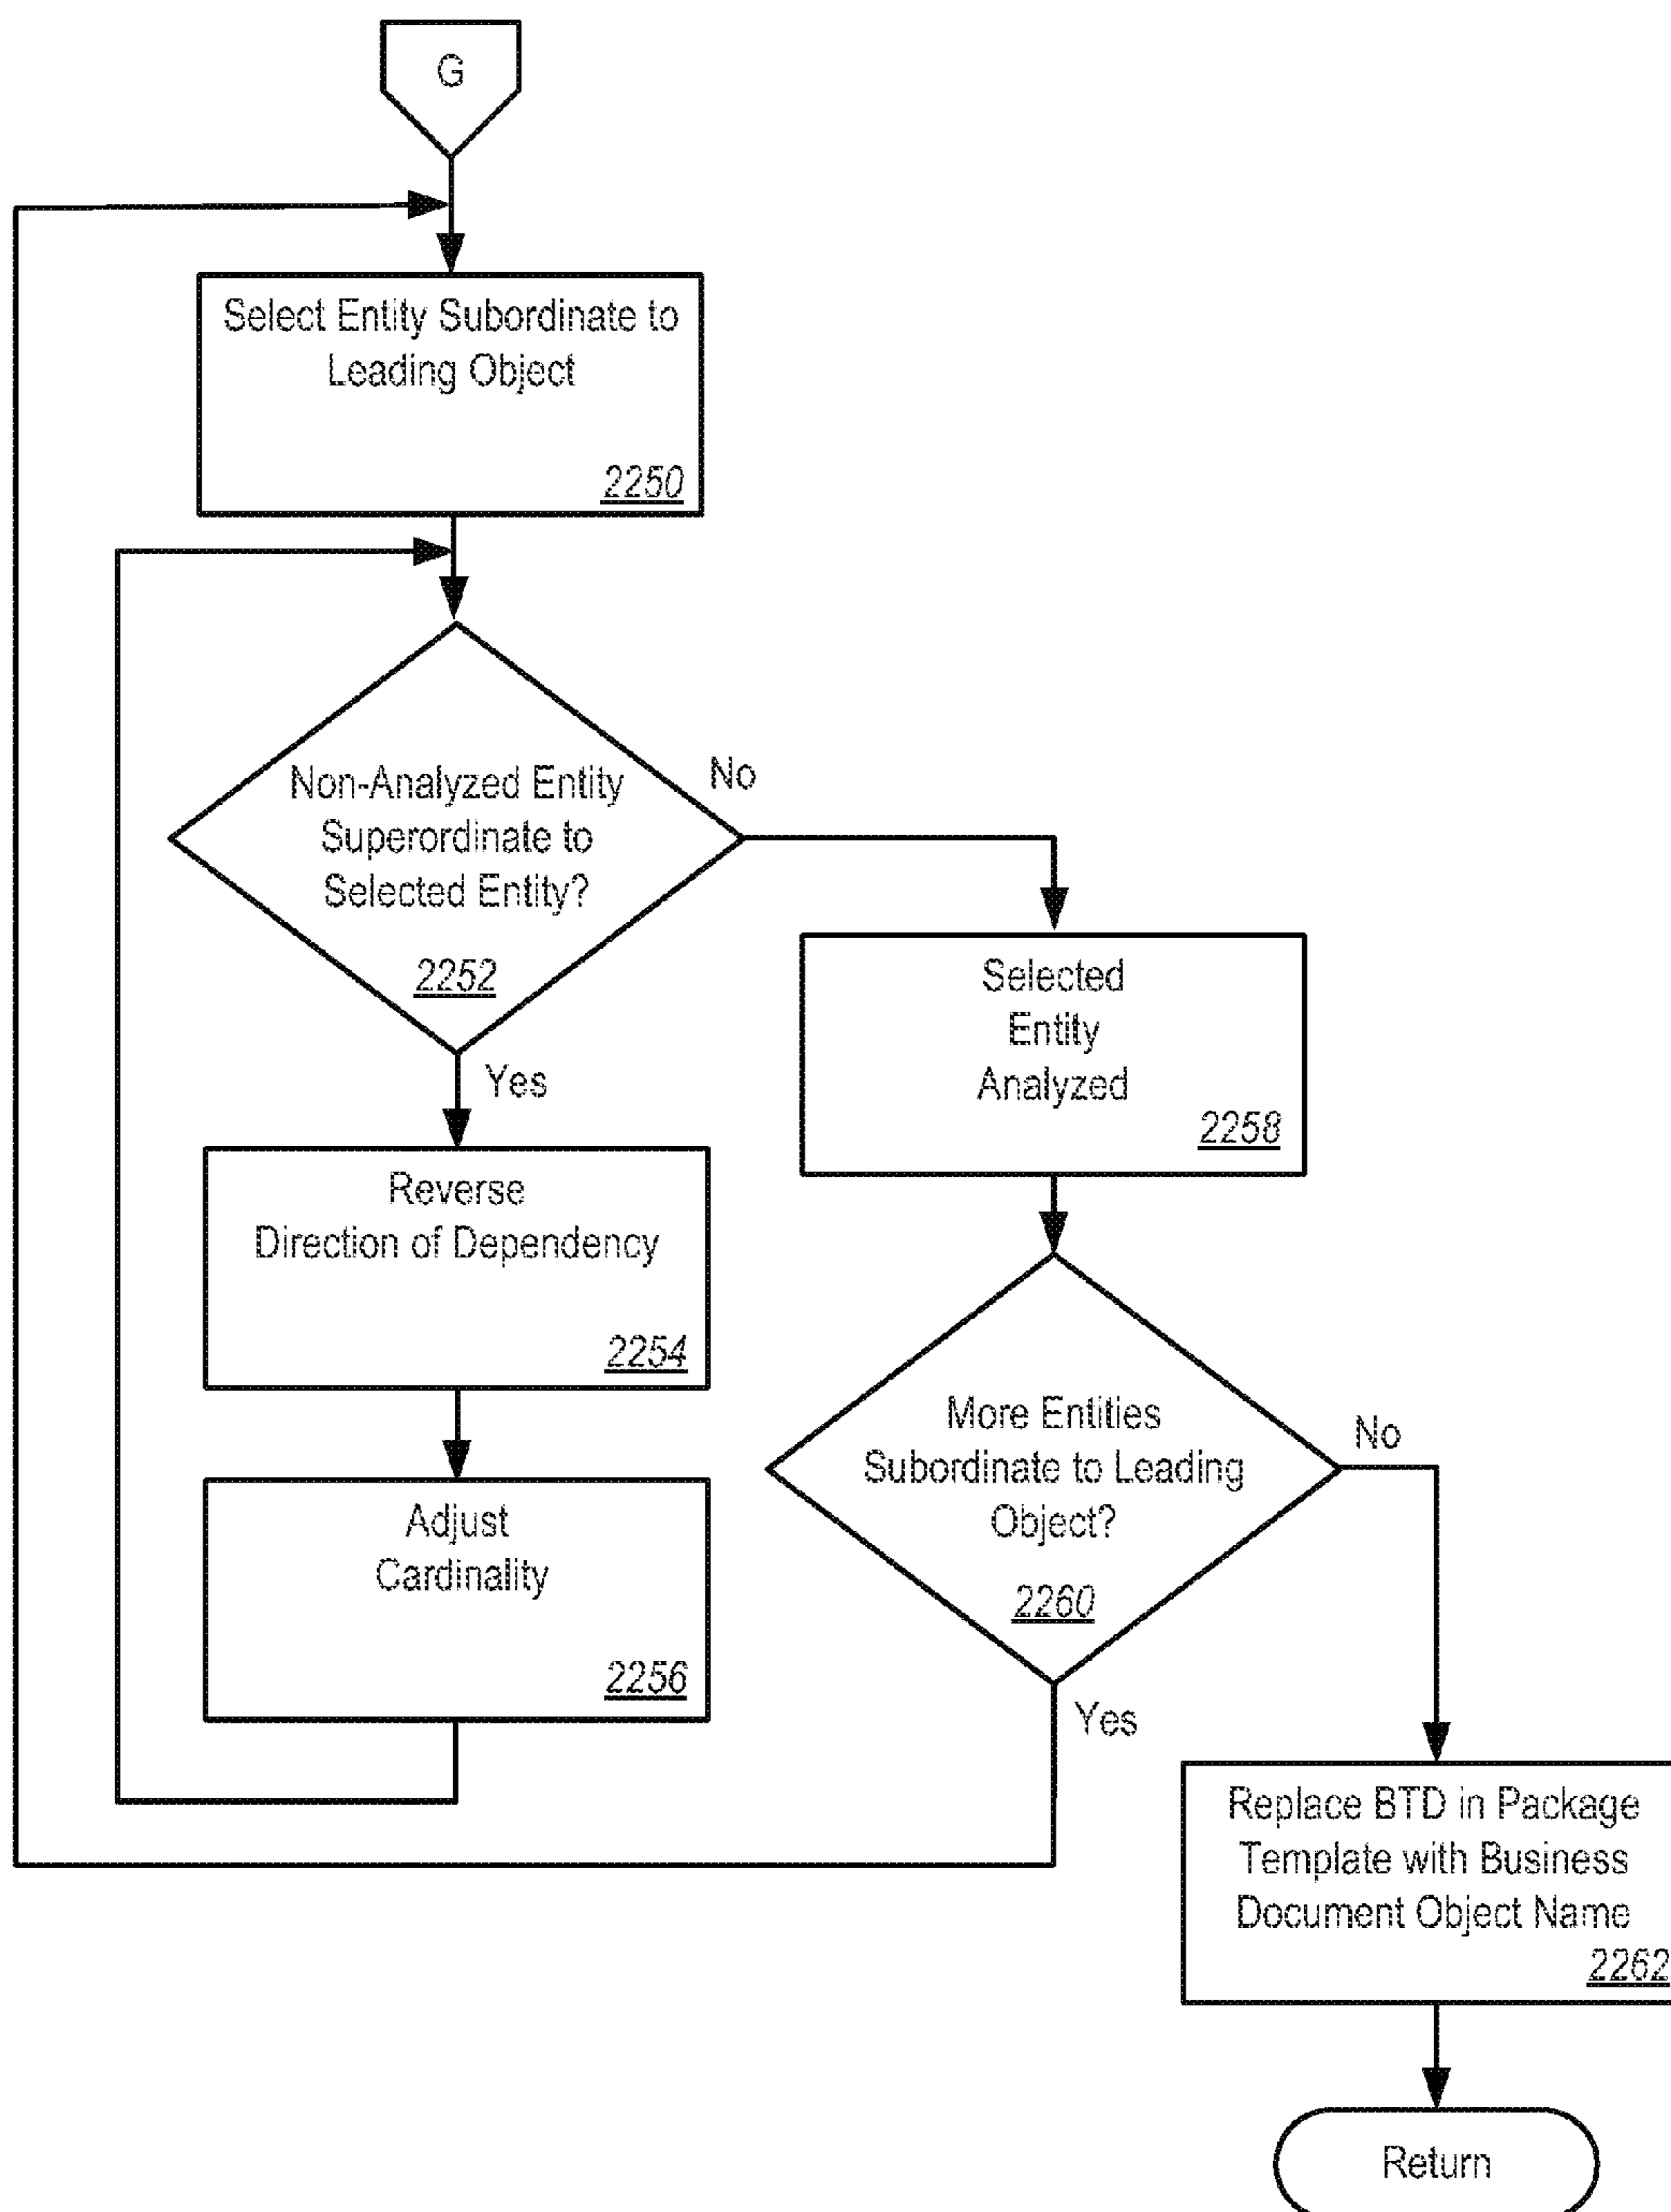 G
Select Entity Subordinate to
Leading Object
2250
Non-Analyzed Entity
Superordinate to
Selected Entity?
2252
No
Yes
Reverse
Direction of Dependency
2254
Adjust
Cardinality
2256
Selected
Entity
Analyzed
2258
More Entities
Subordinate to Leading
Object?
2260
No
Yes
Replace BTD in Package
Template with Business
Document Object Name
2262
Return